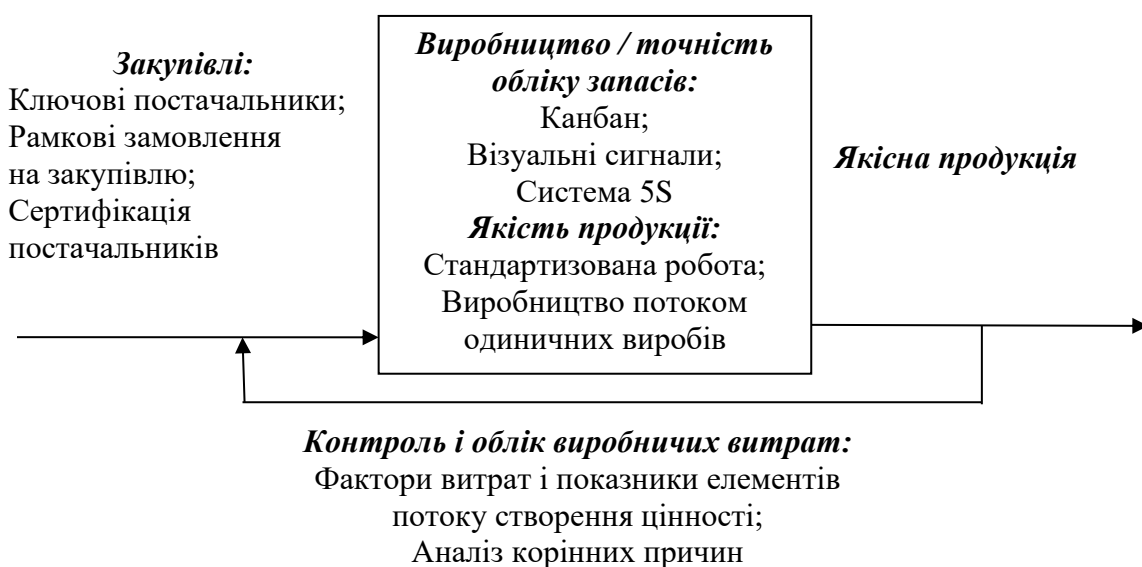 Закупівлі:
Ключові постачальники;
Рамкові замовлення
на закупівлю;
Сертифікація
постачальників
Виробництво / точність
обліку запасів:
Канбан;
Візуальні сигнали;
Система 5S
Якість продукції:
Стандартизована робота;
Виробництво потоком
одиничних виробів
Якісна продукція
Контроль і облік виробничих витрат:
Фактори витрат і показники елементів
потоку створення цінності;
Аналіз корінних причин